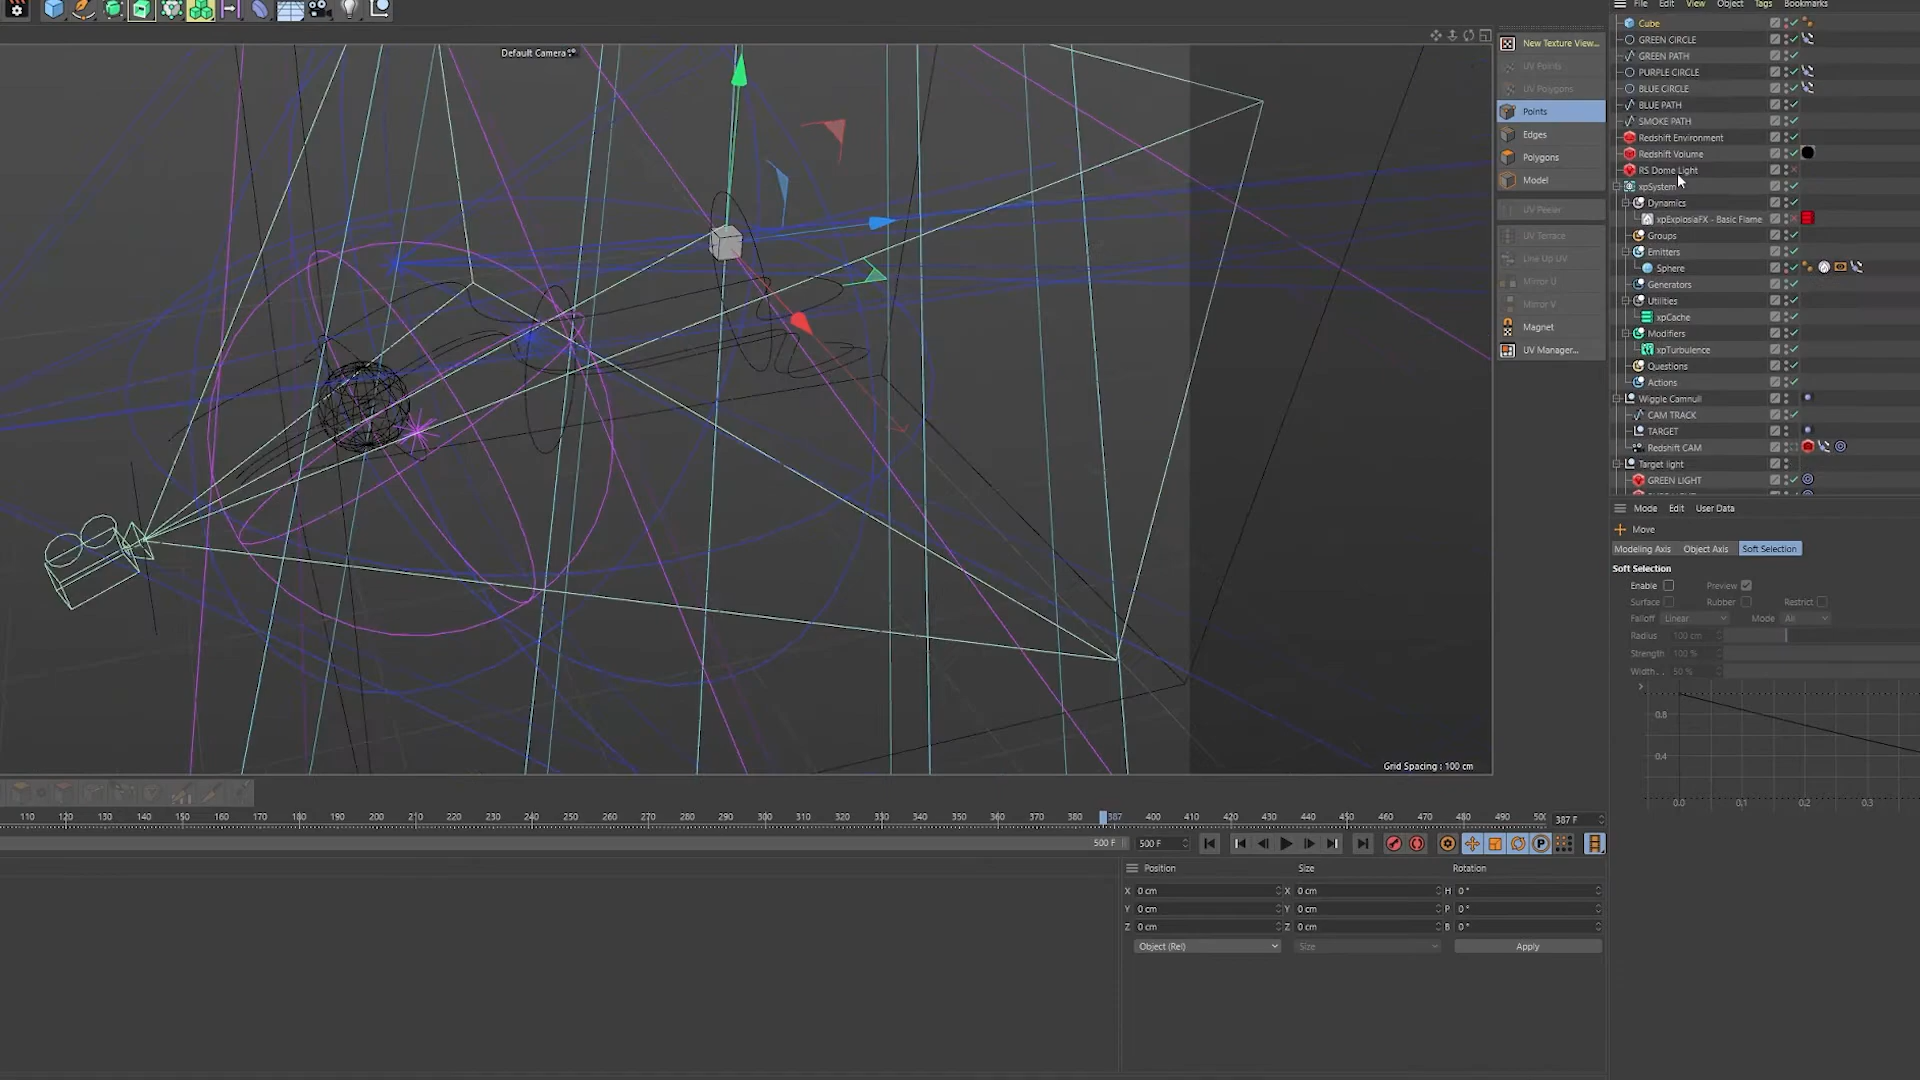 File Edit View Object Tags Bookmarks
Default Camera
New Texture View...
UV Points
UV Polygons
Points
Edges
Polygons
Model
UV Peeler
UV Terrace
Line Up UV
Mirror U
Mirror V
Magnet
UV Manager...
Grid Spacing : 100 cm
Cube
GREEN CIRCLE
GREEN PATH
PURPLE CIRCLE
BLUE CIRCLE
BLUE PATH
SMOKE PATH
Redshift Environment
Redshift Volume
RS Dome Light
xpSystem
Dynamics
xpExplosiaFX - Basic Flame
Groups
Emitters
Sphere
Generators
Utilities
xpCache
Modifiers
xpTurbulence
Questions
Actions
Wiggle Camnull
CAM TRACK
TARGET
Redshift CAM
Target light
GREEN LIGHT
Mode Edit User Data
Move
Modeling Axis Object Axis Soft Selection
Soft Selection
Enable Preview
Surface Rubber Restrict
Falloff Linear Mode All
Radius 100 cm
Strength 100 %
Width.. 50 %
0.8
0.4
0.0 0.1 0.2 0.3
110 120 130 140 150 160 170 180 190 200 210 220 230 240 250 260 270 280 290 300 310 320 330 340 350 360 370 380 387 400 410 420 430 440 450 460 470 480 490 50 387 F
500 F 500 F
P
Position Size Rotation
X 0 cm X 0 cm H 0 °
Y 0 cm Y 0 cm P 0 °
Z 0 cm Z 0 cm B 0 °
Object (Rel) Size Apply